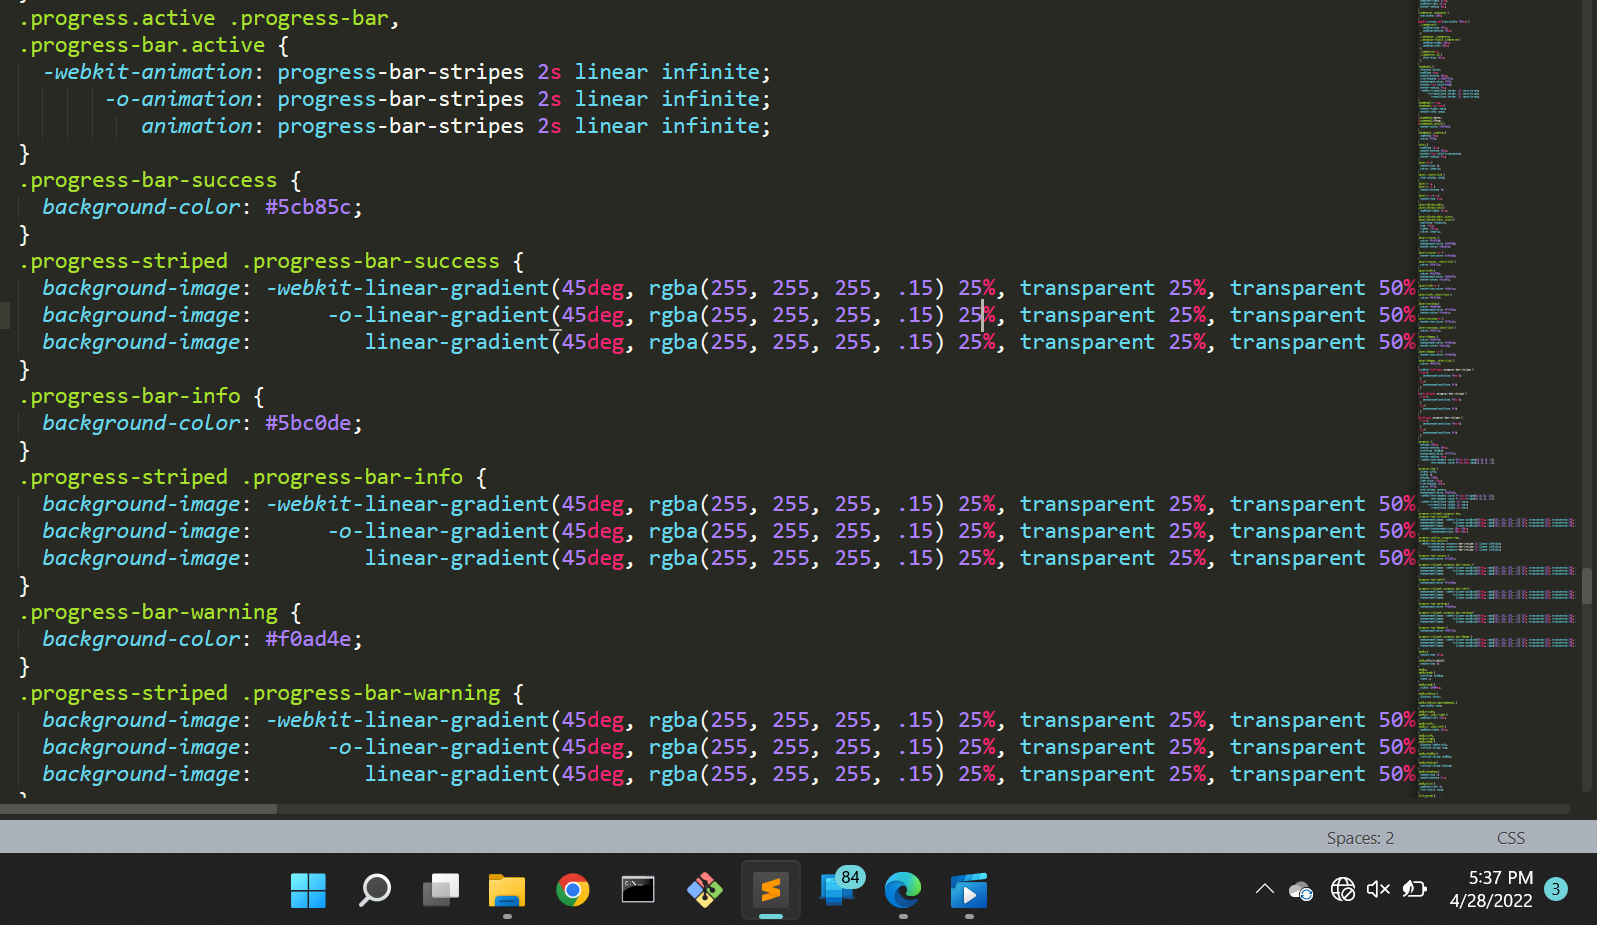 .progress.active .progress-bar,
.progress-bar.active {
  -webkit-animation: progress-bar-stripes 2s linear infinite;
       -o-animation: progress-bar-stripes 2s linear infinite;
          animation: progress-bar-stripes 2s linear infinite;
}
.progress-bar-success {
  background-color: #5cb85c;
}
.progress-striped .progress-bar-success {
  background-image: -webkit-linear-gradient(45deg, rgba(255, 255, 255, .15) 25%, transparent 25%, transparent 50%
  background-image:      -o-linear-gradient(45deg, rgba(255, 255, 255, .15) 25%, transparent 25%, transparent 50%
  background-image:         linear-gradient(45deg, rgba(255, 255, 255, .15) 25%, transparent 25%, transparent 50%
}
.progress-bar-info {
  background-color: #5bc0de;
}
.progress-striped .progress-bar-info {
  background-image: -webkit-linear-gradient(45deg, rgba(255, 255, 255, .15) 25%, transparent 25%, transparent 50%
  background-image:      -o-linear-gradient(45deg, rgba(255, 255, 255, .15) 25%, transparent 25%, transparent 50%
  background-image:         linear-gradient(45deg, rgba(255, 255, 255, .15) 25%, transparent 25%, transparent 50%
}
.progress-bar-warning {
  background-color: #f0ad4e;
}
.progress-striped .progress-bar-warning {
  background-image: -webkit-linear-gradient(45deg, rgba(255, 255, 255, .15) 25%, transparent 25%, transparent 50%
  background-image:      -o-linear-gradient(45deg, rgba(255, 255, 255, .15) 25%, transparent 25%, transparent 50%
  background-image:         linear-gradient(45deg, rgba(255, 255, 255, .15) 25%, transparent 25%, transparent 50%
Spaces: 2 CSS
84
5:37 PM
4/28/2022
3